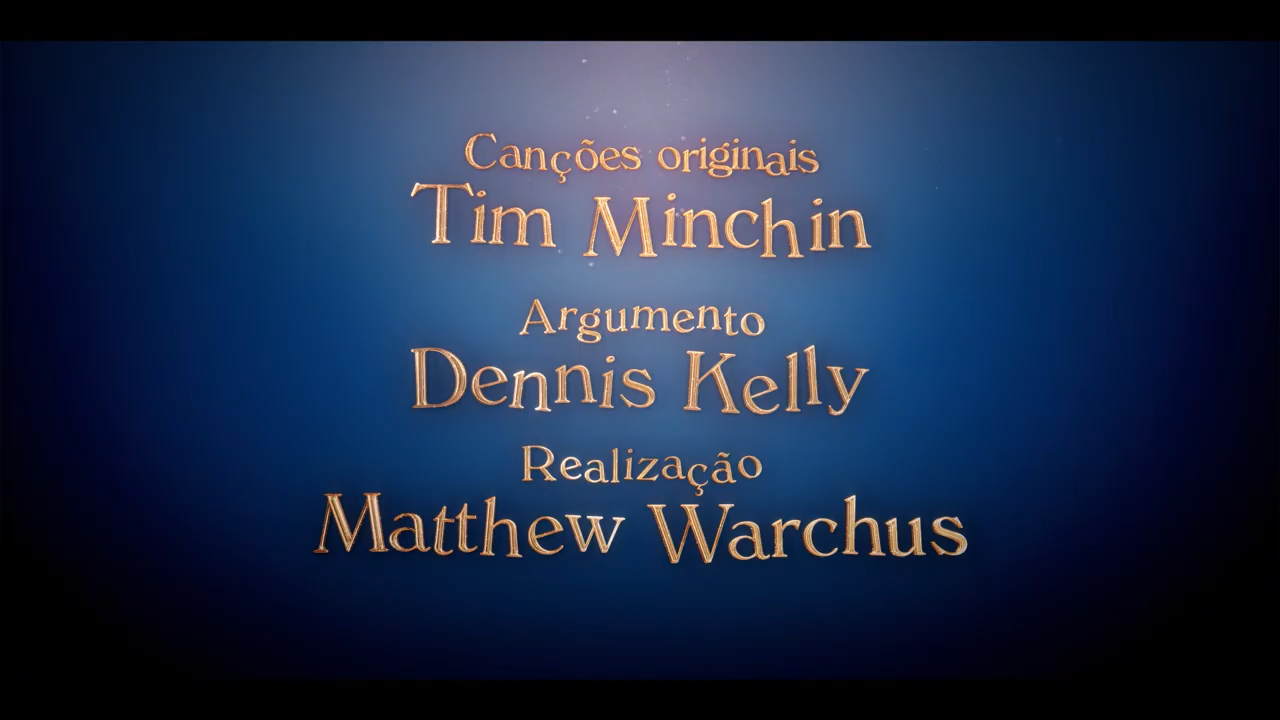 Canções originais
Tim Minchin
Argumento
Dennis Kelly
Realização
Matthew Warchus